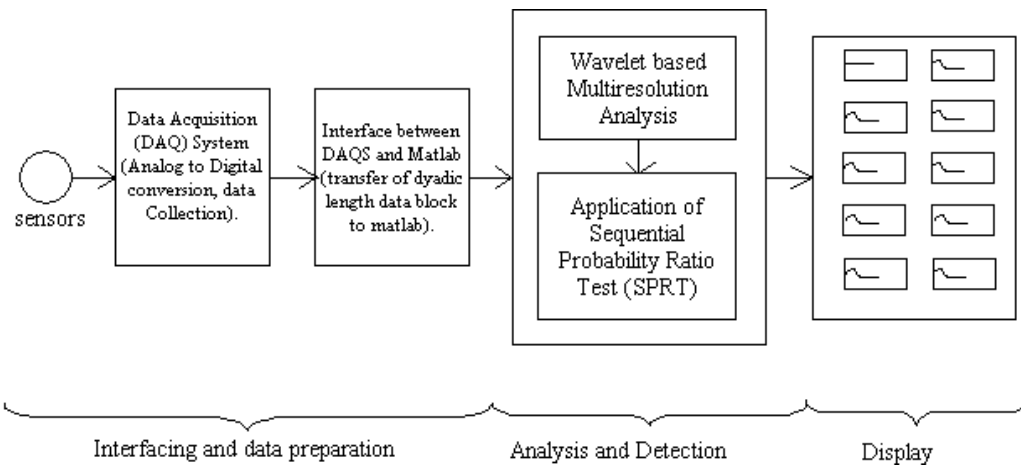 sensors
Data Acquisition
(DAQ) System
(Analog to Digital
conversion, data
Collection).
Interface between
DAQS and Matlab
(transfer of dyadic
length data block
to matlab).
Wavelet based
Multiresolution
Analysis
Application of
Sequential
Probability Ratio
Test (SPRT)
Interfacing and data preparation
Analysis and Detection
Display